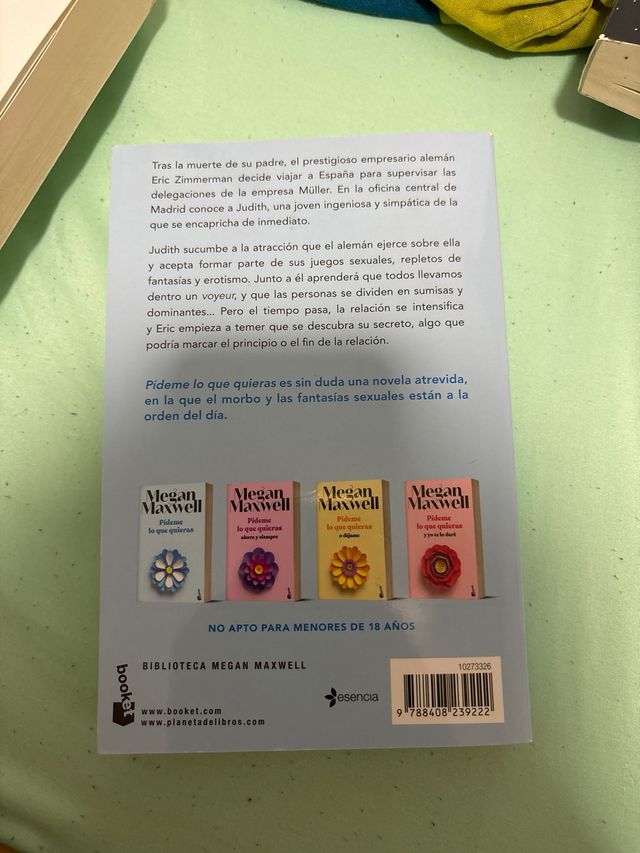 Tras la muerte de su padre, el prestigioso empresario alemán
Eric Zimmerman decide viajar a España para supervisar las
delegaciones de la empresa Müller. En la oficina central de
Madrid conoce a Judith, una joven ingeniosa y simpática de la
que se encapricha de inmediato.
Judith sucumbe a la atracción que el alemán ejerce sobre ella
y acepta formar parte de sus juegos sexuales, repletos de
fantasías y erotismo. Junto a él aprenderá que todos llevamos
dentro un voyeur, y que las personas se dividen en sumisas y
dominantes... Pero el tiempo pasa, la relación se intensifica
y Eric empieza a temer que se descubra su secreto, algo que
podría marcar el principio o el fin de la relación.
Pídeme lo que quieras es sin duda una novela atrevida,
en la que el morbo y las fantasías sexuales están a la
orden del día.
Megan
Maxwell
Pídeme
lo que quieras
Megan
Maxwell
Pídeme
lo que quieras
ahora y siempre
Megan
Maxwell
Pídeme
lo que quieras
o déjame
Megan
Maxwell
Pídeme
lo que quieras
y yo te lo daré
NO APTO PARA MENORES DE 18 AÑOS
BIBLIOTECA MEGAN MAXWELL
booket
www.booket.com
www.planetadelibros.com
esencia
10273326
9 788408 239222